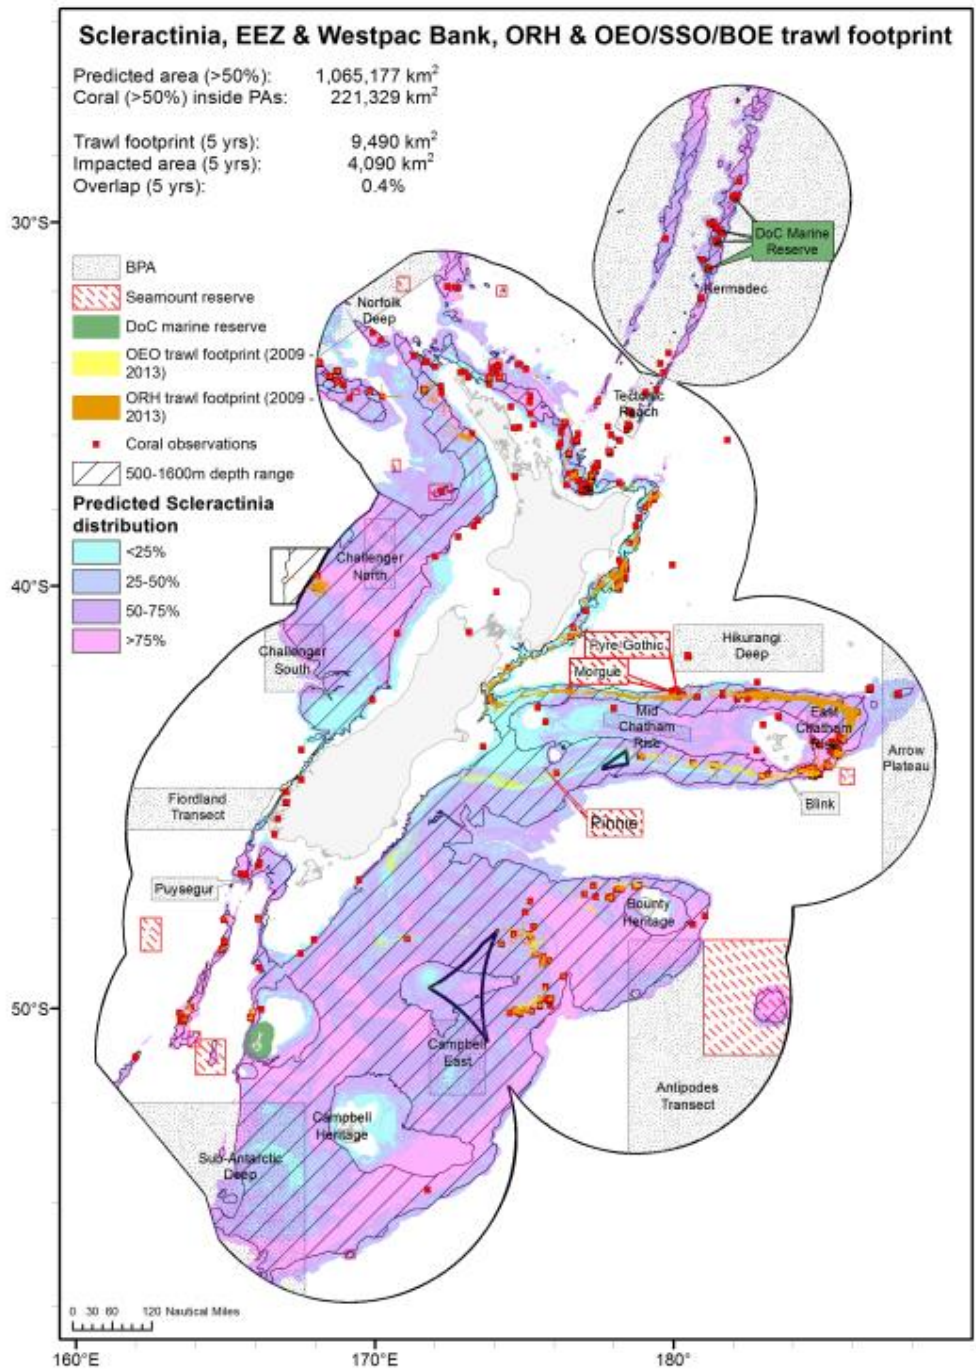 Scleractinia, EEZ & Westpac Bank, ORH & OEO/SSO/BOE trawl footprint
Predicted area (>50%): 1,065,177 km²
Coral (>50%) inside PAs: 221,329 km²
Trawl footprint (5 yrs): 9,490 km²
Impacted area (5 yrs): 4,090 km²
Overlap (5 yrs): 0.4%
30°S
DoC Marine
Reserve
Kermadec
BPA
Seamount reserve
DoC marine reserve
OEO trawl footprint (2009 -
2013)
ORH trawl footprint (2009 -
2013)
Coral observations
500-1600m depth range
Predicted Scleractinia
distribution
<25%
25-50%
50-75%
>75%
Norfolk
Deep
Tectonic
Reach
Challenger
North
40°S
Challenger
South
Pyre/Gothic
Morgue
Hikurangi
Deep
Mid
Chatham
Rise
East
Chatham
Rise
Arrow
Plateau
Fiordland
Transect
Blink
Pinnie
Puysegur
Bounty
Heritage
50°S
Campbell
East
Antipodes
Transect
Campbell
Heritage
Sub-Antarctic
Deep
0 30 60 120 Nautical Miles
160°E
170°E
180°